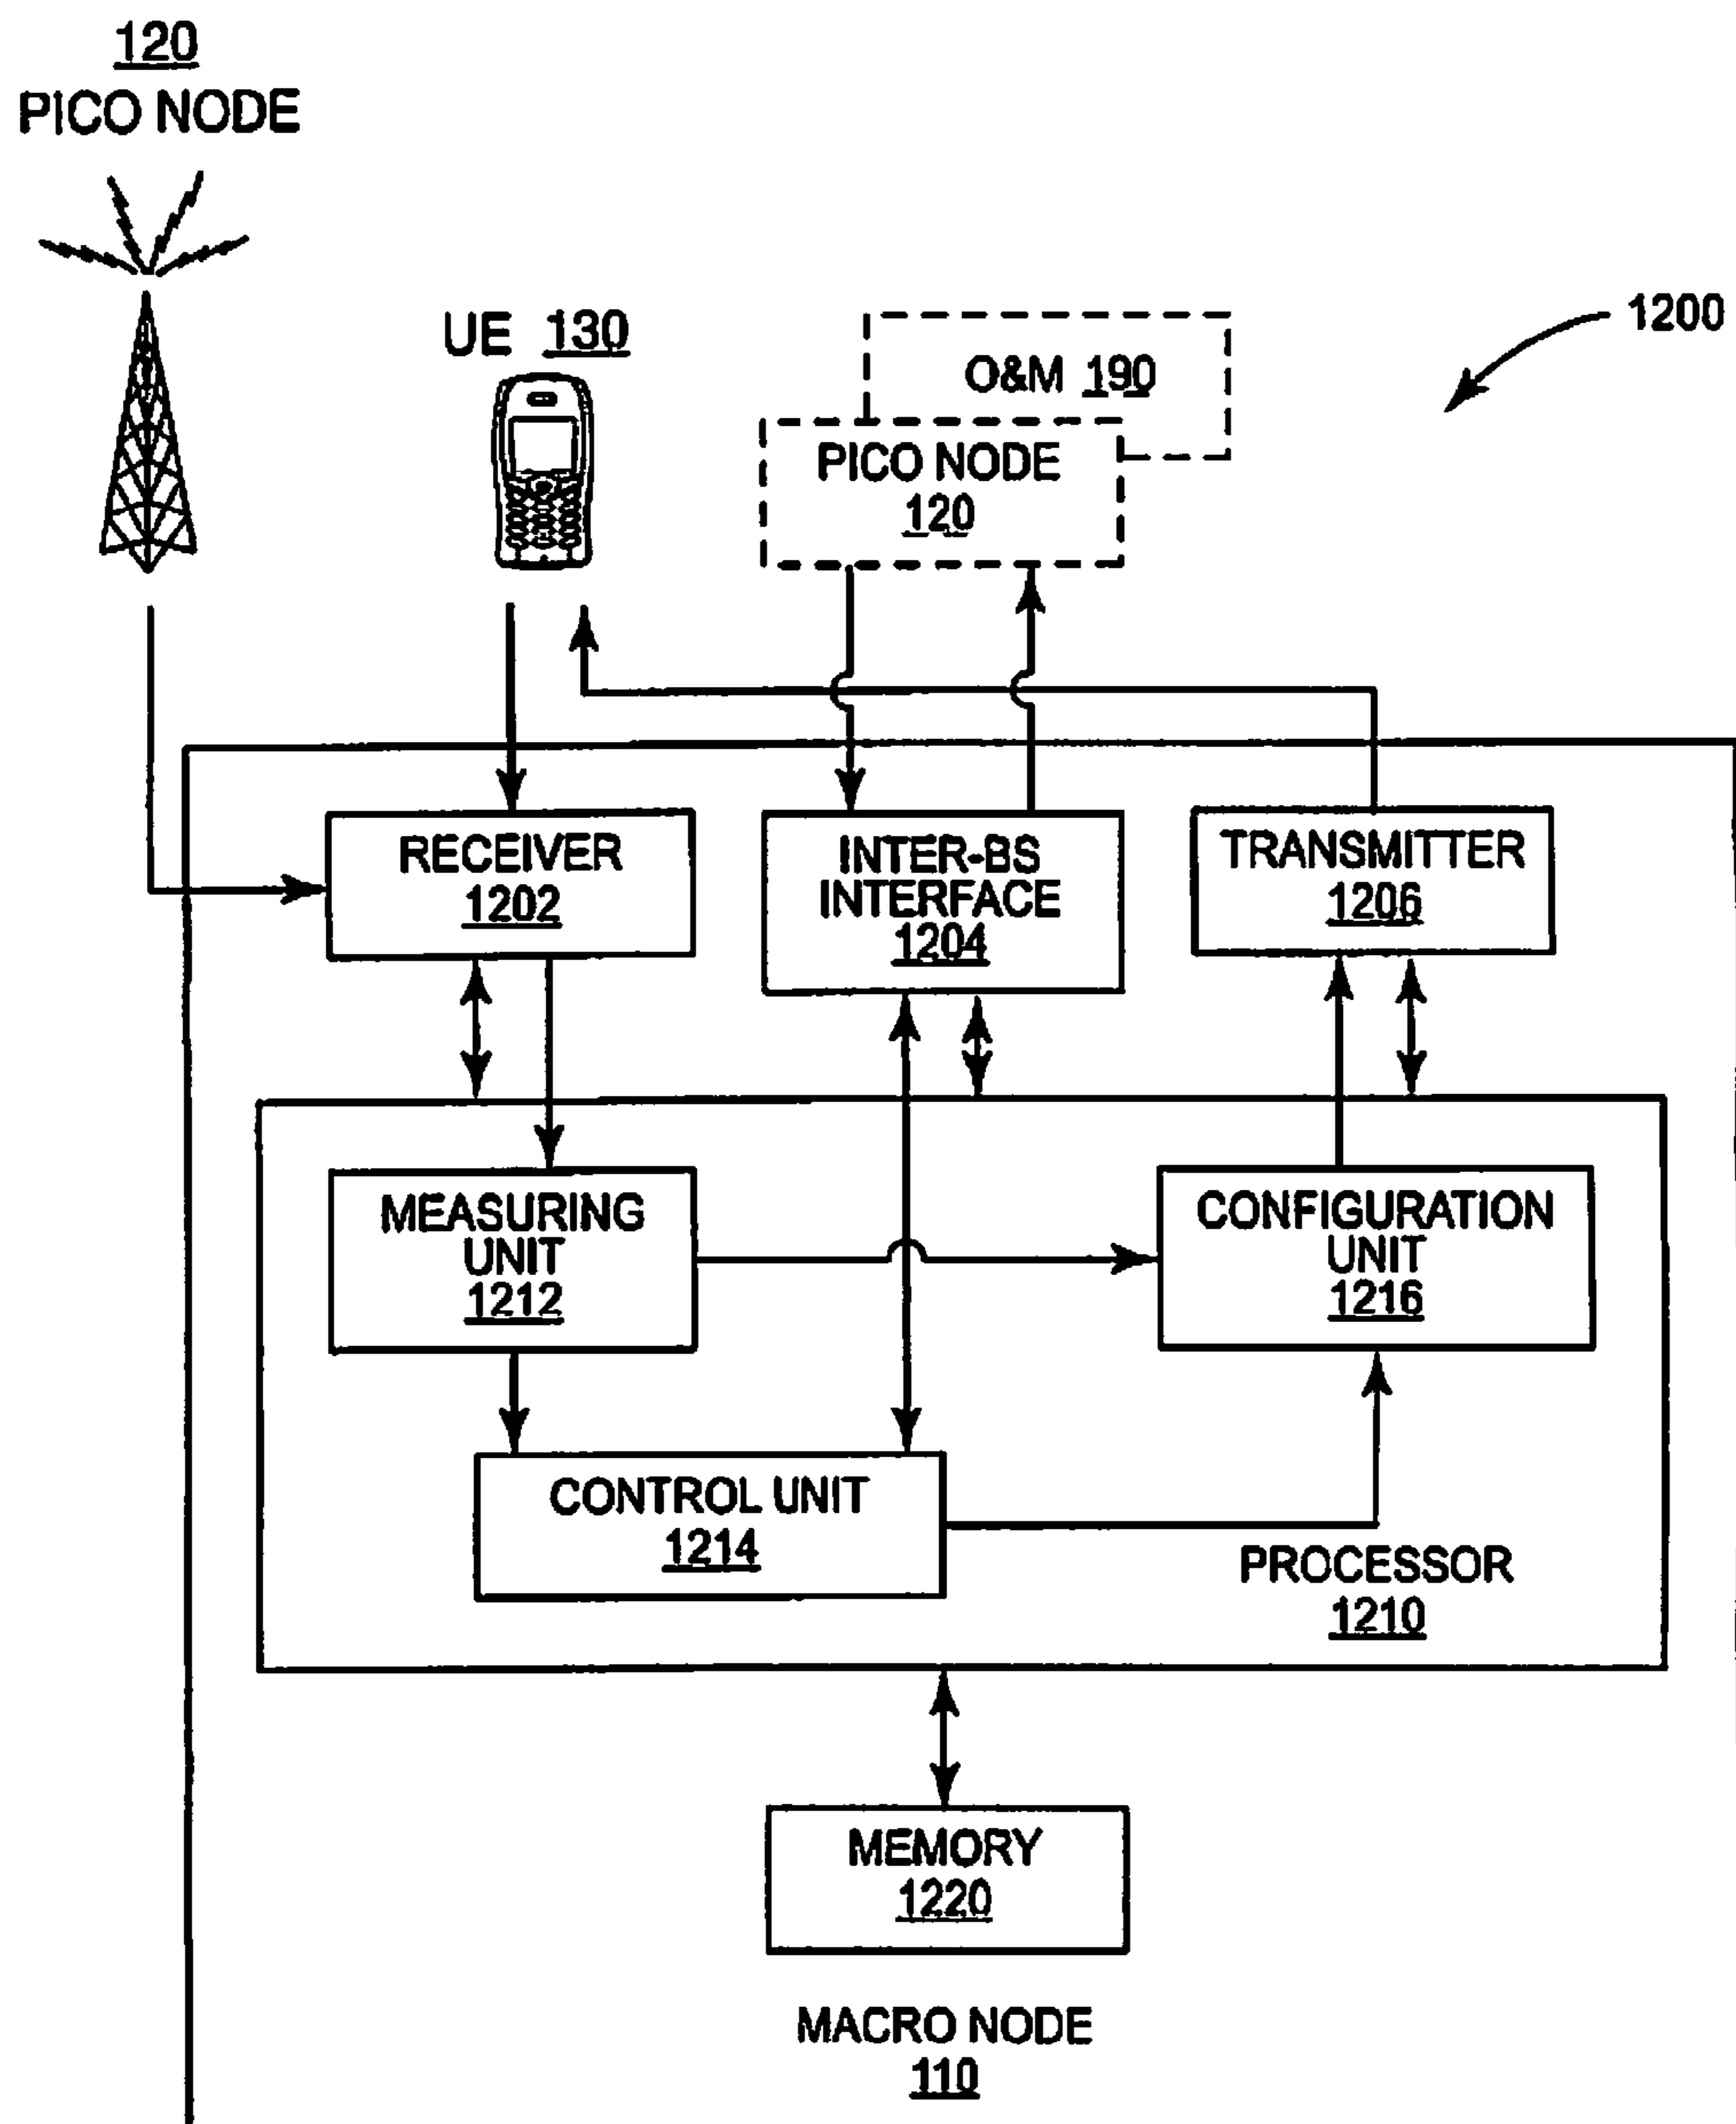 120
PICO NODE
UE 130
1200
O&M 190
PICO NODE
120
RECEIVER
1202
INTER-BS
INTERFACE
1204
TRANSMITTER
1206
MEASURING
UNIT
1212
CONFIGURATION
UNIT
1216
CONTROL UNIT
1214
PROCESSOR
1210
MEMORY
1220
MACRO NODE
110